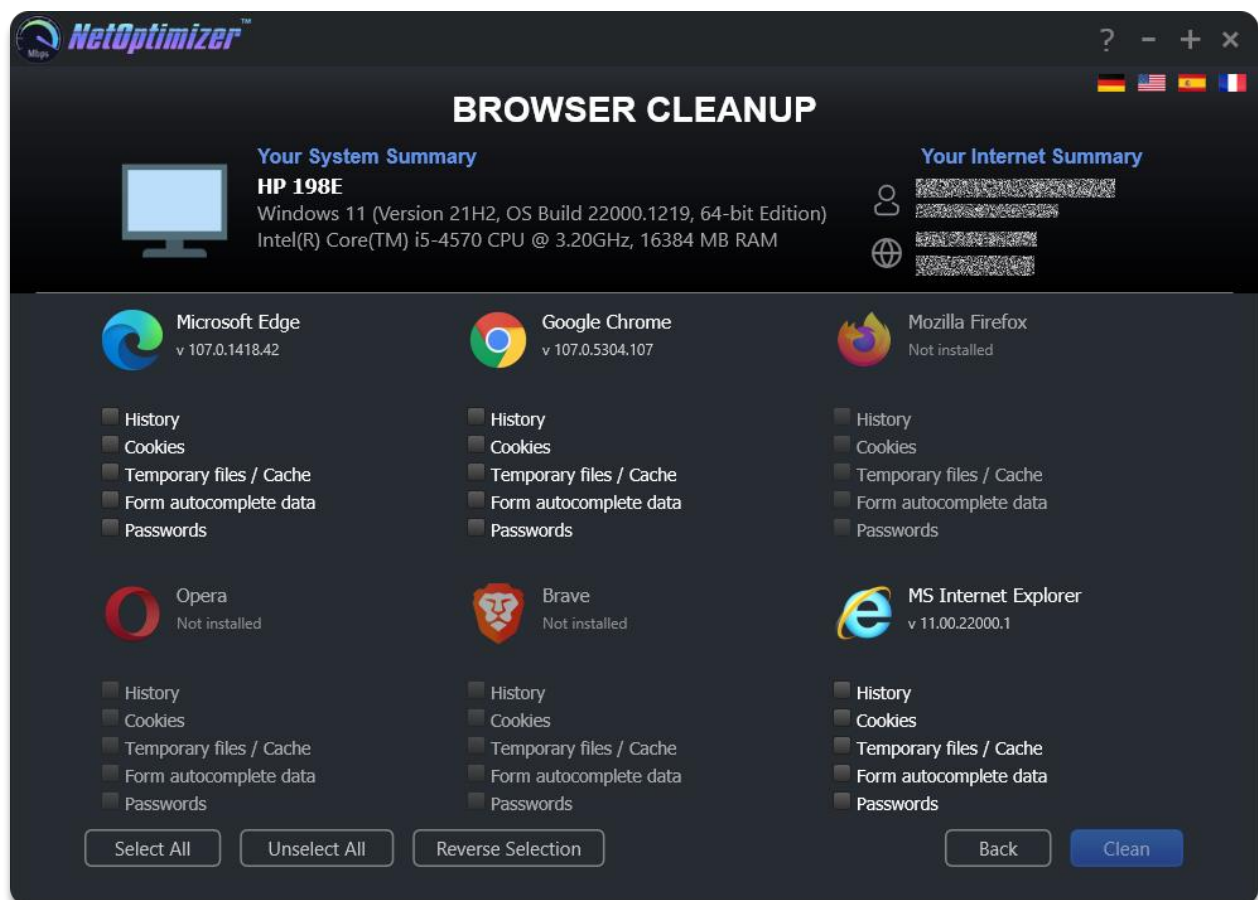 Mbps NetOptimizer™
? - + ×
BROWSER CLEANUP
Your System Summary
HP 198E
Windows 11 (Version 21H2, OS Build 22000.1219, 64-bit Edition)
Intel(R) Core(TM) i5-4570 CPU @ 3.20GHz, 16384 MB RAM
Your Internet Summary
Microsoft Edge
v 107.0.1418.42
History
Cookies
Temporary files / Cache
Form autocomplete data
Passwords
Google Chrome
v 107.0.5304.107
History
Cookies
Temporary files / Cache
Form autocomplete data
Passwords
Mozilla Firefox
Not installed
History
Cookies
Temporary files / Cache
Form autocomplete data
Passwords
Opera
Not installed
History
Cookies
Temporary files / Cache
Form autocomplete data
Passwords
Brave
Not installed
History
Cookies
Temporary files / Cache
Form autocomplete data
Passwords
MS Internet Explorer
v 11.00.22000.1
History
Cookies
Temporary files / Cache
Form autocomplete data
Passwords
Select All
Unselect All
Reverse Selection
Back
Clean